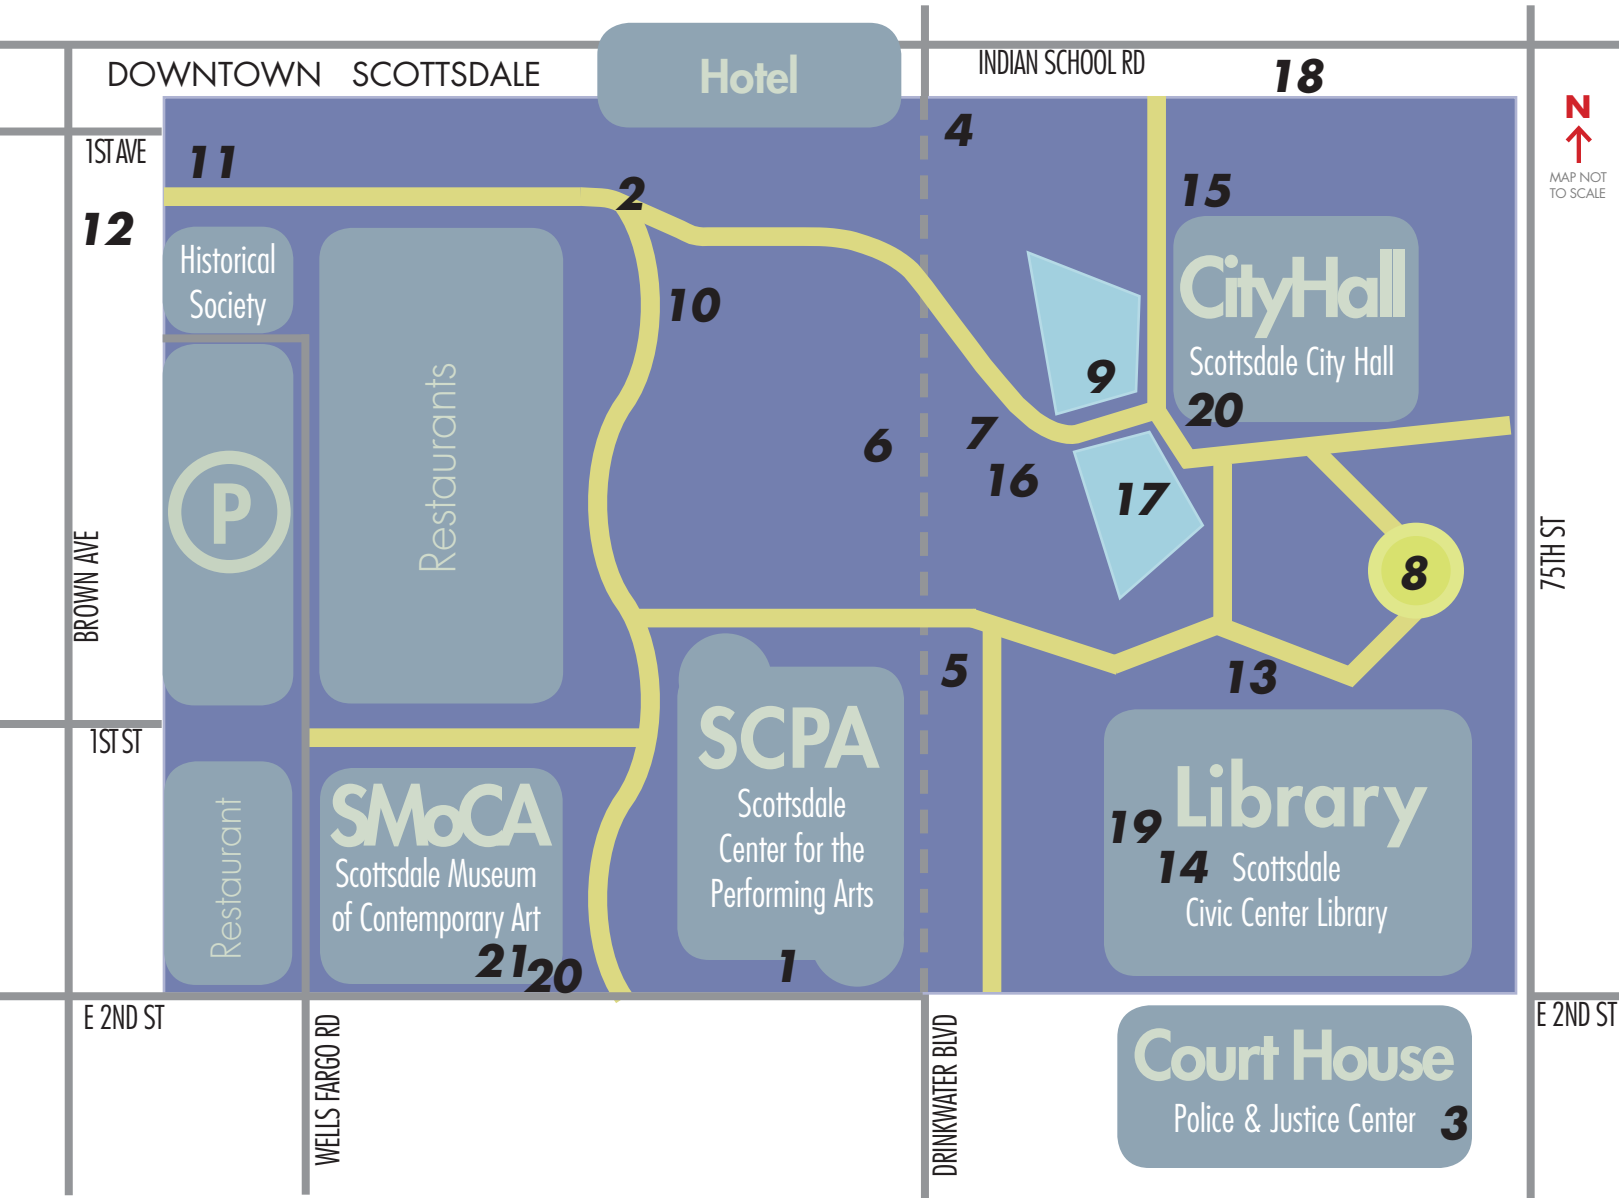 DOWNTOWN SCOTTSDALE
Hotel
INDIAN SCHOOL RD
18
N
MAP NOT
TO SCALE
1ST AVE
11
2
4
15
12
Historical
Society
10
CityHall
Scottsdale City Hall
9
20
6
7
16
17
Restaurants
P
8
BROWN AVE
75TH ST
5
13
1ST ST
SCPA
Scottsdale
Center for the
Performing Arts
1
Library
19
14
Scottsdale
Civic Center Library
Restaurant
SMoCA
Scottsdale Museum
of Contemporary Art
21
20
E 2ND ST
E 2ND ST
WELLS FARGO RD
DRINKWATER BLVD
Court House
Police & Justice Center
3